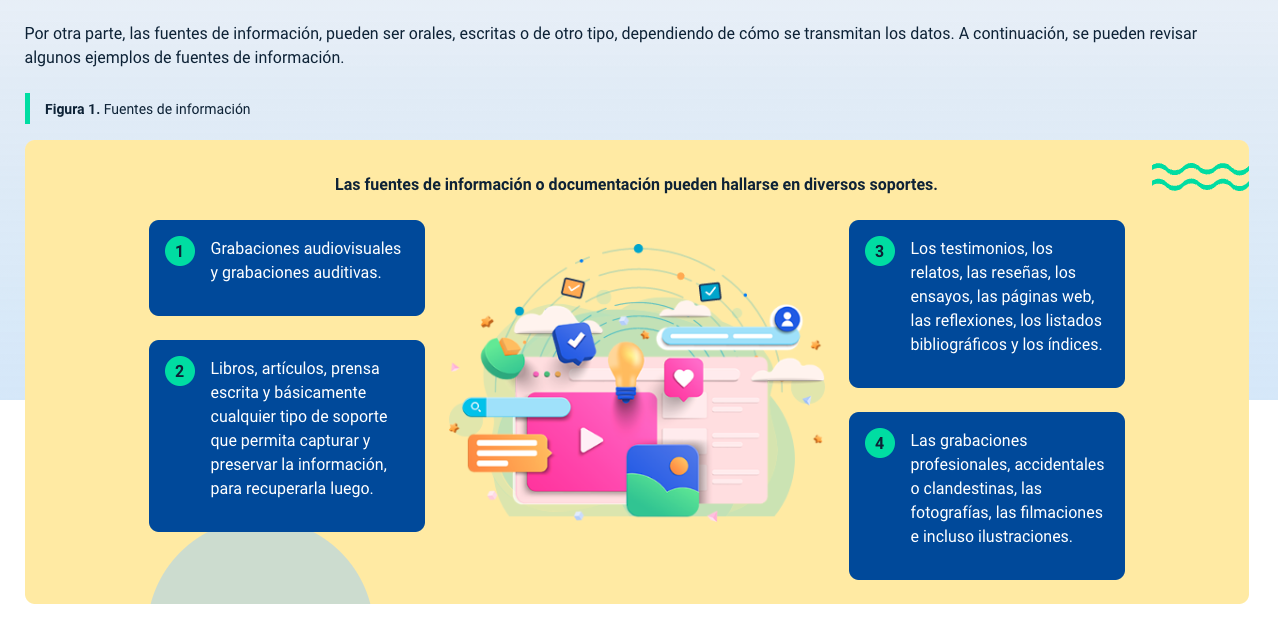 Por otra parte, las fuentes de información, pueden ser orales, escritas o de otro tipo, dependiendo de cómo se transmitan los datos. A continuación, se pueden revisar
algunos ejemplos de fuentes de información.
Figura 1. Fuentes de información
Las fuentes de información o documentación pueden hallarse en diversos soportes.
1
Grabaciones audiovisuales
y grabaciones auditivas.
2
Libros, artículos, prensa
escrita y básicamente
cualquier tipo de soporte
que permita capturar y
preservar la información,
para recuperarla luego.
3
Los testimonios, los
relatos, las reseñas, los
ensayos, las páginas web,
las reflexiones, los listados
bibliográficos y los índices.
4
Las grabaciones
profesionales, accidentales
o clandestinas, las
fotografías, las filmaciones
e incluso ilustraciones.